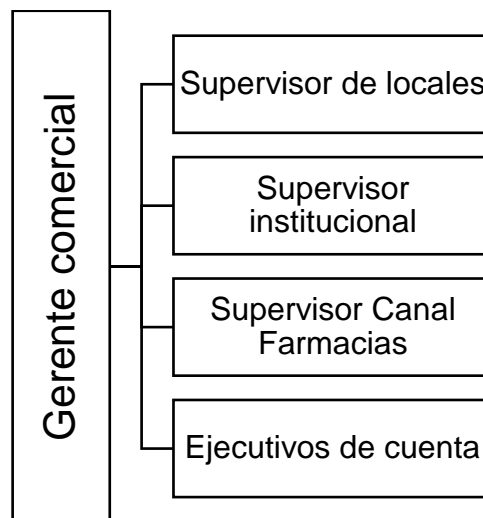 Gerente comercial
Supervisor de locales
Supervisor
institucional
Supervisor Canal
Farmacias
Ejecutivos de cuenta